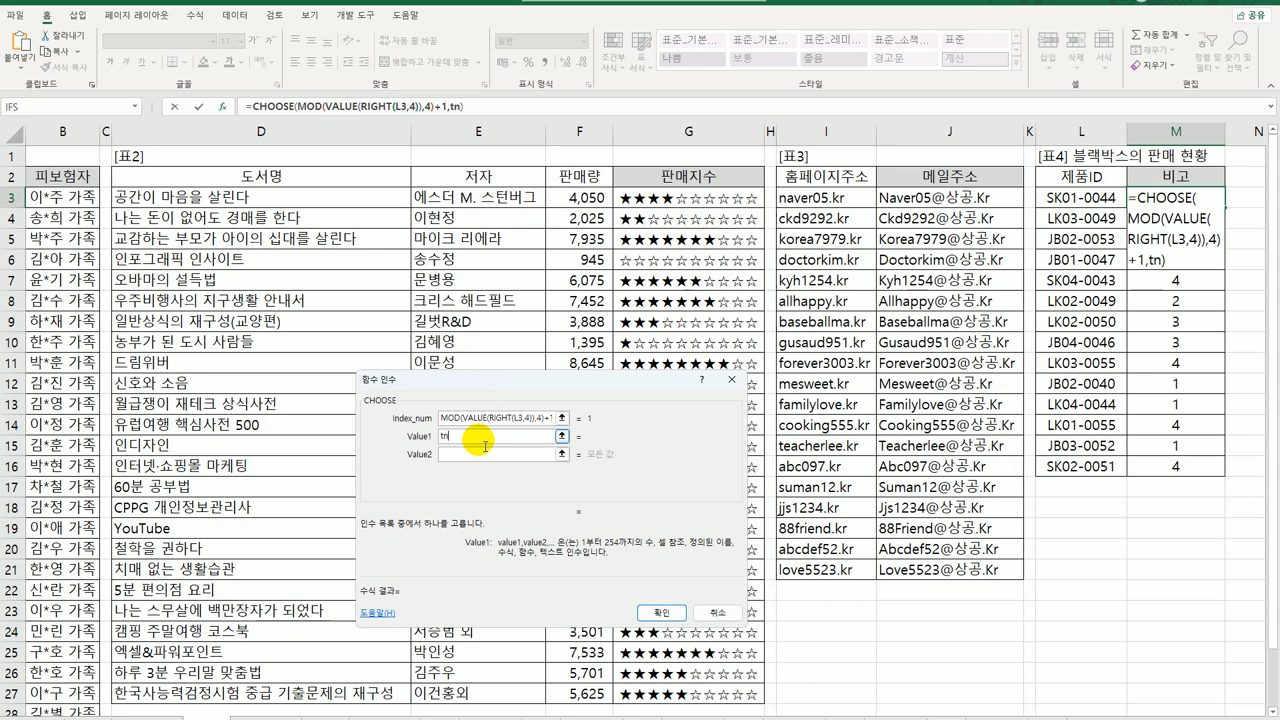 파일 홈 삽입 페이지 레이아웃 수식 데이터 검토 보기 개발 도구 도움말 공유
붙여넣기 잘라내기 복사 서식 복사 자동 줄 바꿈 병합하고 가운데 맞춤 일반 조건부 서식 표 서식 표준_기본... 표준_기본... 표준_레미... 표준_소책... 표준 나쁨 보통 좋음 경고문 계산 삽입 삭제 서식 자동 합계 채우기 지우기 정렬 및 필터 찾기 및 선택
클립보드 글꼴 맞춤 표시 형식 스타일 셀 편집
IFS =CHOOSE(MOD(VALUE(RIGHT(L3,4)),4)+1,tn)
B C D E F G H I J K L M N
1 [표2] [표3] [표4] 블랙박스의 판매 현황
2 피보험자 도서명 저자 판매량 판매지수 홈페이지주소 메일주소 제품ID 비고
3 이*주 가족 공간이 마음을 살린다 에스더 M. 스턴버그 4,050 ★★★★☆☆☆☆☆☆ naver05.kr Naver05@상공.Kr SK01-0044 =CHOOSE(
4 송*희 가족 나는 돈이 없어도 경매를 한다 이현정 2,025 ★★☆☆☆☆☆☆☆☆ ckd9292.kr Ckd9292@상공.Kr LK03-0049 MOD(VALUE(
5 박*주 가족 교감하는 부모가 아이의 십대를 살린다 마이크 리에라 7,935 ★★★★★★★☆☆☆ korea7979.kr Korea7979@상공.Kr JB02-0053 RIGHT(L3,4)),4)
6 김*아 가족 인포그래픽 인사이트 송수정 945 ☆☆☆☆☆☆☆☆☆☆ doctorkim.kr Doctorkim@상공.Kr JB01-0047 +1,tn)
7 윤*기 가족 오바마의 설득법 문병용 6,075 ★★★★★★☆☆☆☆ kyh1254.kr Kyh1254@상공.Kr SK04-0043 4
8 김*수 가족 우주비행사의 지구생활 안내서 크리스 해드필드 7,452 ★★★★★★★☆☆☆ allhappy.kr Allhappy@상공.Kr LK02-0049 2
9 하*재 가족 일반상식의 재구성(교양편) 길벗R&D 3,888 ★★★☆☆☆☆☆☆☆ baseballma.kr Baseballma@상공.Kr LK02-0050 3
10 한*주 가족 농부가 된 도시 사람들 김혜영 1,395 ★☆☆☆☆☆☆☆☆☆ gusaud951.kr Gusaud951@상공.Kr JB04-0046 3
11 박*훈 가족 드림위버 이문성 8,645 ★★★★★★★★☆☆ forever3003.kr Forever3003@상공.Kr LK03-0055 4
12 김*진 가족 신호와 소음 mesweet.kr Mesweet@상공.Kr JB02-0040 1
13 김*영 가족 월급쟁이 재테크 상식사전 familylove.kr Familylove@상공.Kr LK04-0044 1
14 이*정 가족 유럽여행 핵심사전 500 cooking555.kr Cooking555@상공.Kr LK01-0055 4
15 김*훈 가족 인디자인 teacherlee.kr Teacherlee@상공.Kr JB03-0052 1
16 박*현 가족 인터넷·쇼핑몰 마케팅 abc097.kr Abc097@상공.Kr SK02-0051 4
17 차*철 가족 60분 공부법 suman12.kr Suman12@상공.Kr
18 김*정 가족 CPPG 개인정보관리사 jjs1234.kr Jjs1234@상공.Kr
19 이*애 가족 YouTube 88friend.kr 88Friend@상공.Kr
20 김*우 가족 철학을 권하다 abcdef52.kr Abcdef52@상공.Kr
21 한*영 가족 치매 없는 생활습관 love5523.kr Love5523@상공.Kr
22 신*란 가족 5분 편의점 요리
23 이*우 가족 나는 스무살에 백만장자가 되었다
24 민*린 가족 캠핑 주말여행 코스북 서승범 외 3,501 ★★★☆☆☆☆☆☆☆
25 구*호 가족 엑셀&파워포인트 박인성 7,533 ★★★★★★★☆☆☆
26 한*호 가족 하루 3분 우리말 맞춤법 김주우 5,701 ★★★★★☆☆☆☆☆
27 이*구 가족 한국사능력검정시험 중급 기출문제의 재구성 이건홍외 5,625 ★★★★★☆☆☆☆☆
28
함수 인수 ? ×
CHOOSE
Index_num MOD(VALUE(RIGHT(L3,4)),4)+1 = 1
Value1 tn =
Value2 = 모든 값
=
인수 목록 중에서 하나를 고릅니다.
Value1: value1,value2,... 은(는) 1부터 254까지의 수, 셀 참조, 정의된 이름,
수식, 함수, 텍스트 인수입니다.
수식 결과=
도움말(H) 확인 취소